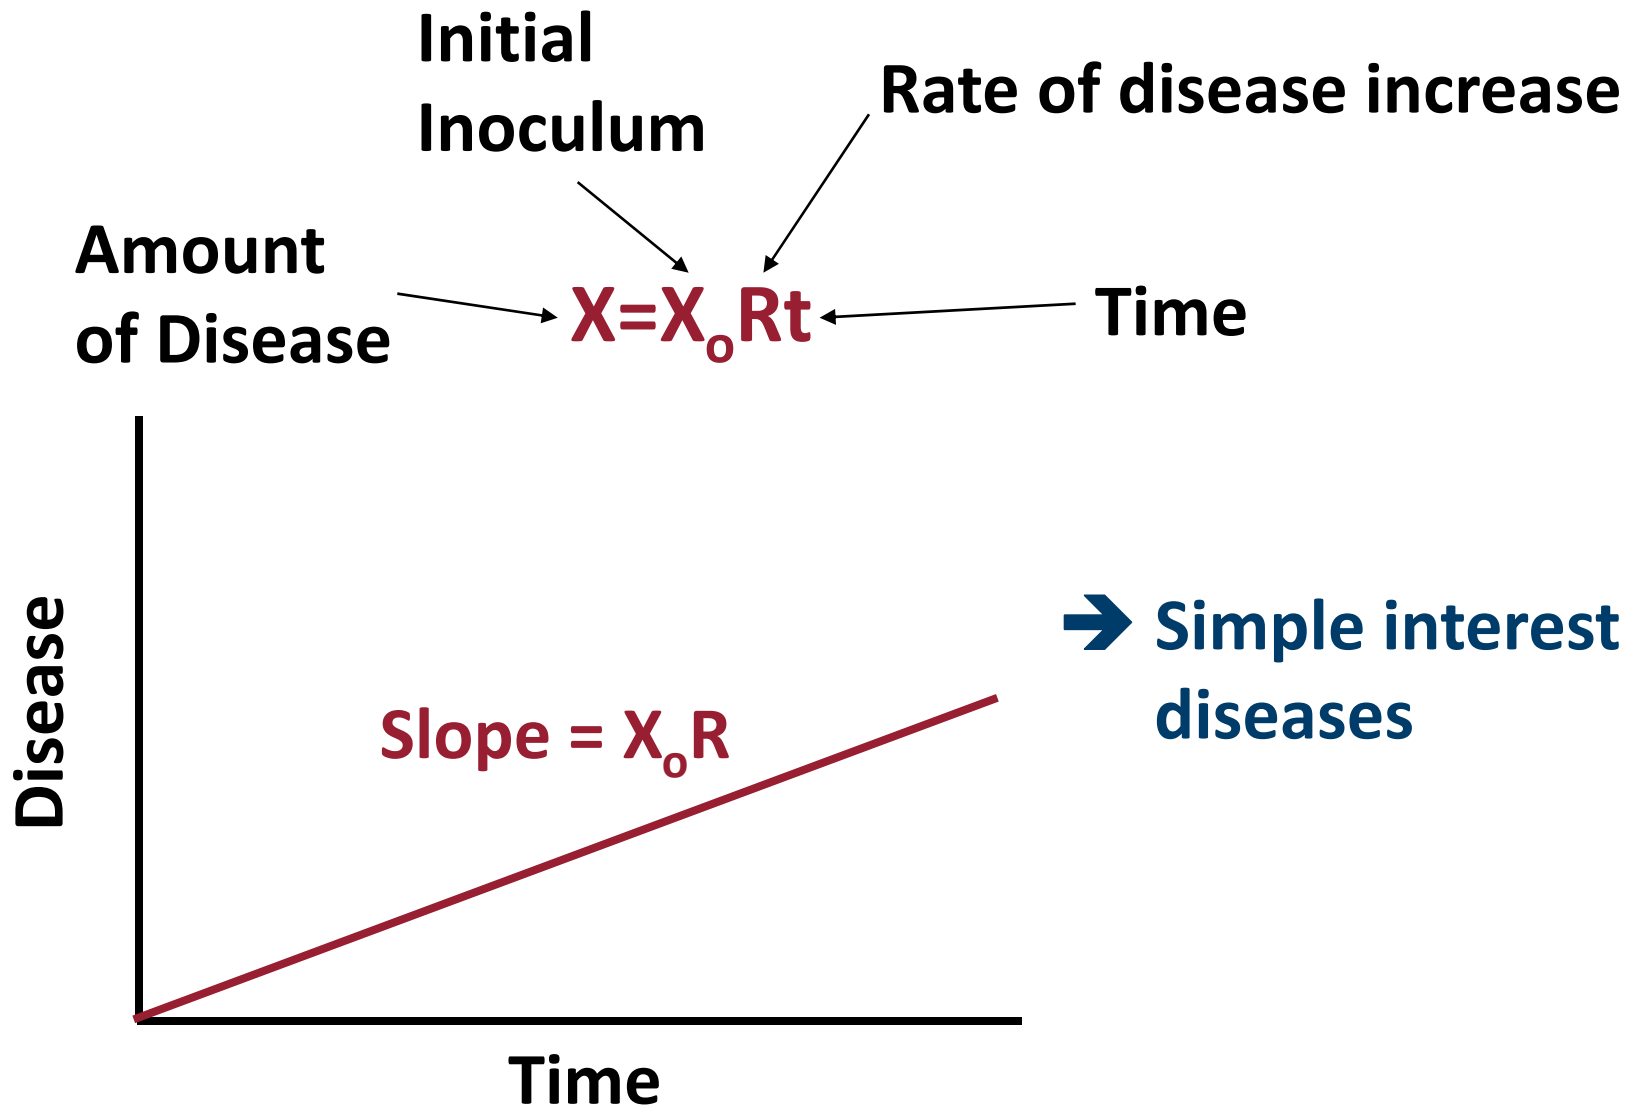 Initial
Inoculum
Rate of disease increase
Amount
of Disease
X=XₒRt
Time
Disease
Slope = XₒR
➔ Simple interest
diseases
Time